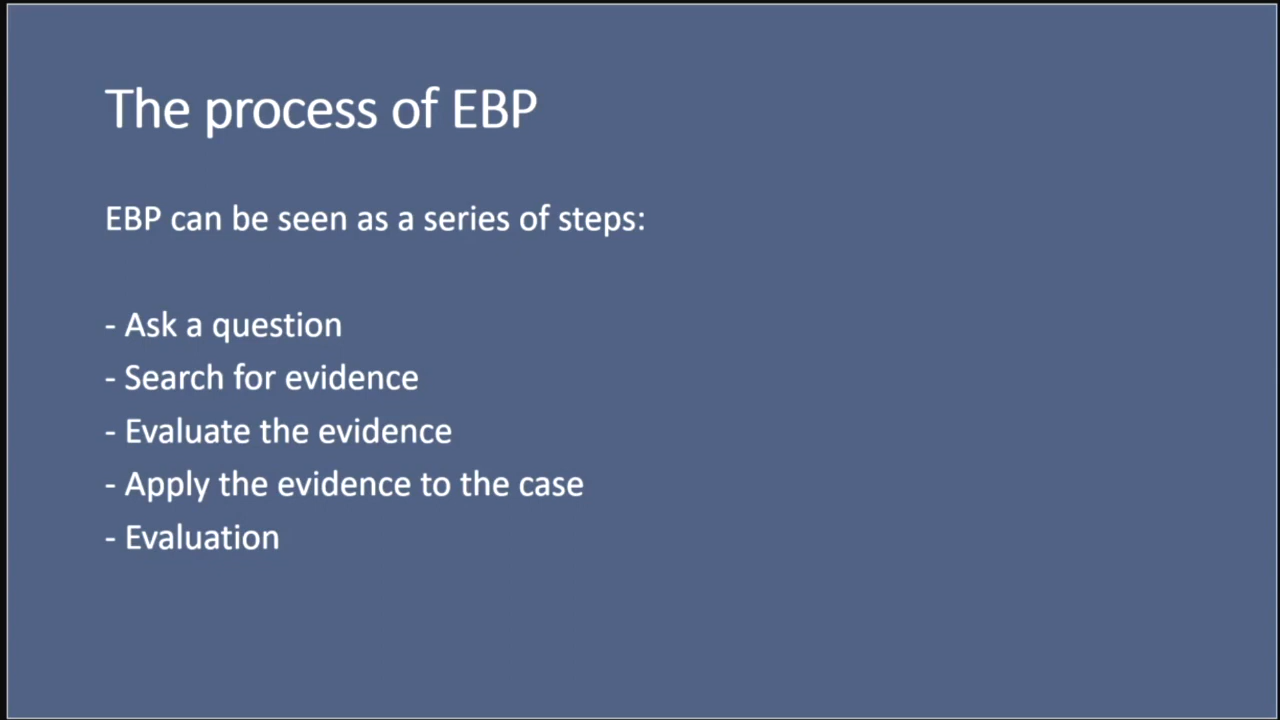 The process of EBP
EBP can be seen as a series of steps:
- Ask a question
- Search for evidence
- Evaluate the evidence
- Apply the evidence to the case
- Evaluation